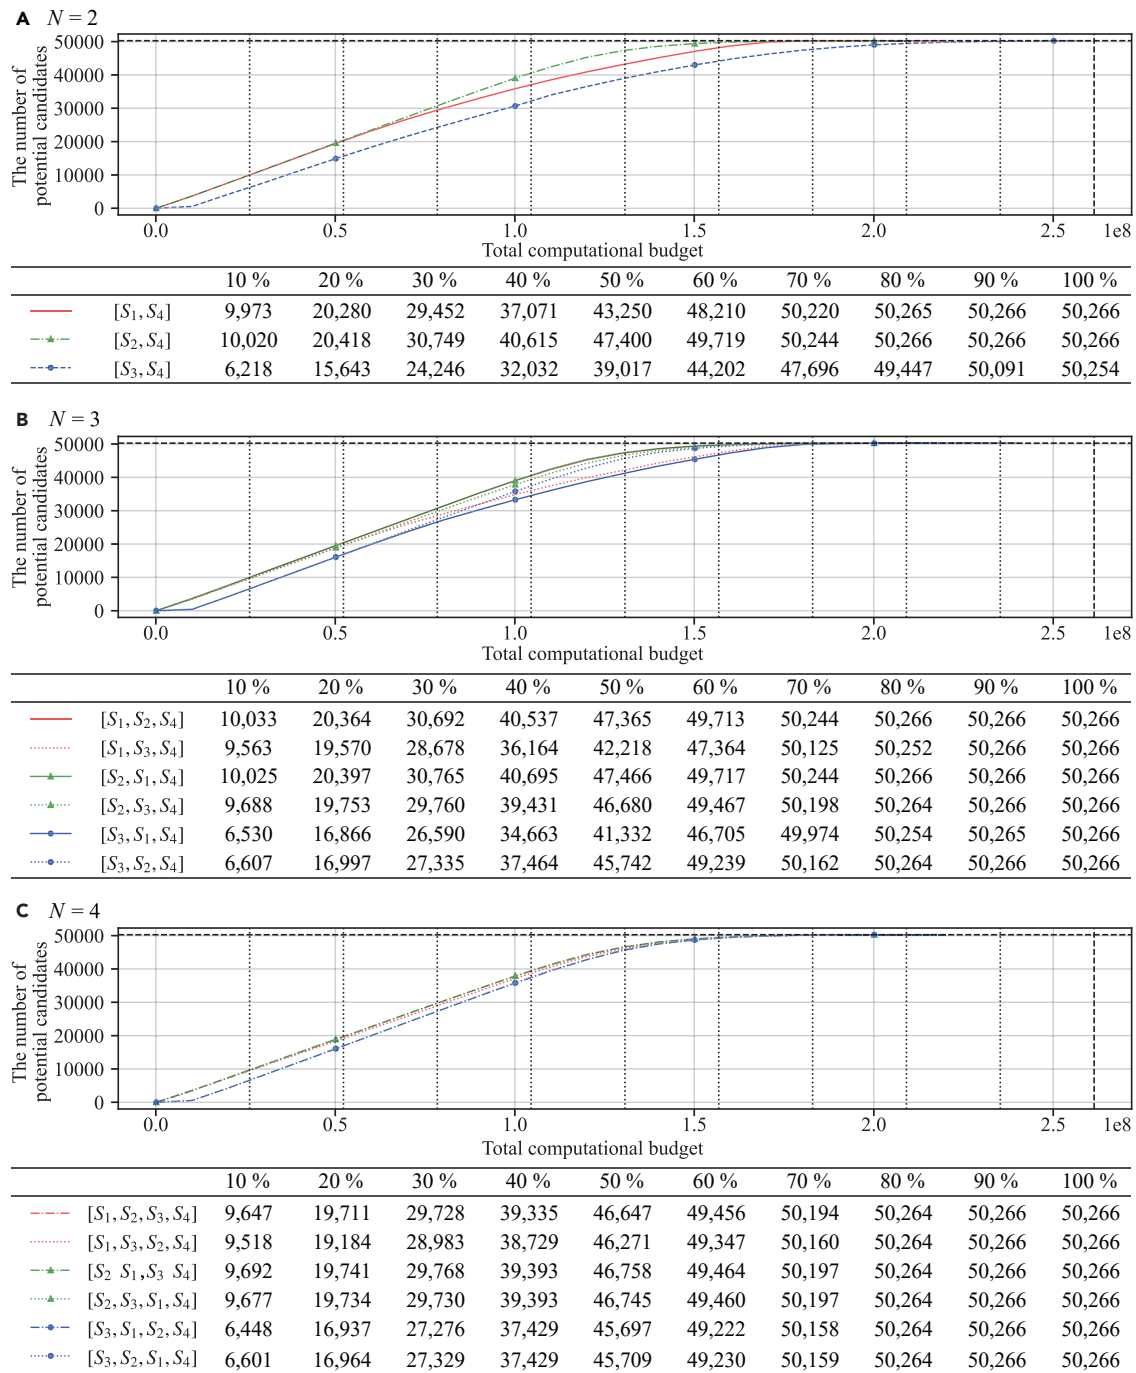 A N = 2
The number of
potential candidates
50000
40000
30000
20000
10000
0
0.0 0.5 1.0 1.5 2.0 2.5 1e8
Total computational budget
10 % 20 % 30 % 40 % 50 % 60 % 70 % 80 % 90 % 100 %
[S₁, S₄] 9,973 20,280 29,452 37,071 43,250 48,210 50,220 50,265 50,266 50,266
[S₂, S₄] 10,020 20,418 30,749 40,615 47,400 49,719 50,244 50,266 50,266 50,266
[S₃, S₄] 6,218 15,643 24,246 32,032 39,017 44,202 47,696 49,447 50,091 50,254
B N = 3
The number of
potential candidates
50000
40000
30000
20000
10000
0
0.0 0.5 1.0 1.5 2.0 2.5 1e8
Total computational budget
10 % 20 % 30 % 40 % 50 % 60 % 70 % 80 % 90 % 100 %
[S₁, S₂, S₄] 10,033 20,364 30,692 40,537 47,365 49,713 50,244 50,266 50,266 50,266
[S₁, S₃, S₄] 9,563 19,570 28,678 36,164 42,218 47,364 50,125 50,252 50,266 50,266
[S₂, S₁, S₄] 10,025 20,397 30,765 40,695 47,466 49,717 50,244 50,266 50,266 50,266
[S₂, S₃, S₄] 9,688 19,753 29,760 39,431 46,680 49,467 50,198 50,264 50,266 50,266
[S₃, S₁, S₄] 6,530 16,866 26,590 34,663 41,332 46,705 49,974 50,254 50,265 50,266
[S₃, S₂, S₄] 6,607 16,997 27,335 37,464 45,742 49,239 50,162 50,264 50,266 50,266
C N = 4
The number of
potential candidates
50000
40000
30000
20000
10000
0
0.0 0.5 1.0 1.5 2.0 2.5 1e8
Total computational budget
10 % 20 % 30 % 40 % 50 % 60 % 70 % 80 % 90 % 100 %
[S₁, S₂, S₃, S₄] 9,647 19,711 29,728 39,335 46,647 49,456 50,194 50,264 50,266 50,266
[S₁, S₃, S₂, S₄] 9,518 19,184 28,983 38,729 46,271 49,347 50,160 50,264 50,266 50,266
[S₂ S₁, S₃ S₄] 9,692 19,741 29,768 39,393 46,758 49,464 50,197 50,264 50,266 50,266
[S₂, S₃, S₁, S₄] 9,677 19,734 29,730 39,393 46,745 49,460 50,197 50,264 50,266 50,266
[S₃, S₁, S₂, S₄] 6,448 16,937 27,276 37,429 45,697 49,222 50,158 50,264 50,266 50,266
[S₃, S₂, S₁, S₄] 6,601 16,964 27,329 37,429 45,709 49,230 50,159 50,264 50,266 50,266